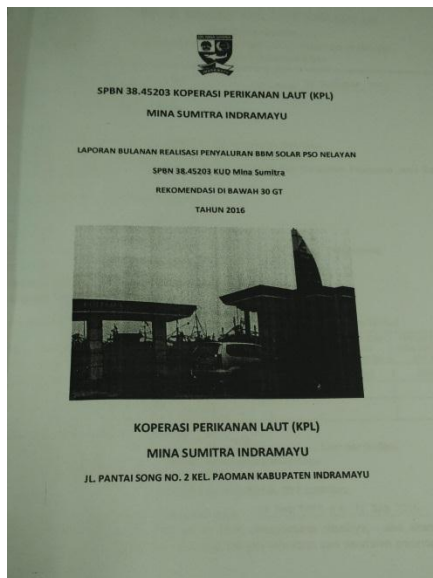 SPBN 38.45203 KOPERASI PERIKANAN LAUT (KPL)
MINA SUMITRA INDRAMAYU
LAPORAN BULANAN REALISASI PENYALURAN BBM SOLAR PSO NELAYAN
SPBN 38.45203 KUD Mina Sumitra
REKOMENDASI DI BAWAH 30 GT
TAHUN 2016
KOPERASI PERIKANAN LAUT (KPL)
MINA SUMITRA INDRAMAYU
JL. PANTAI SONG NO. 2 KEL. PAOMAN KABUPATEN INDRAMAYU